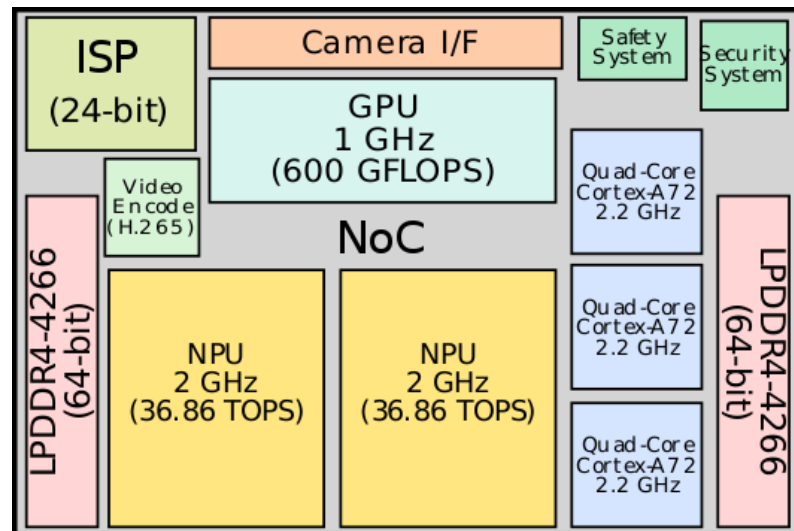 ISP
(24-bit)
Camera I/F
Safety
System
Security
System
GPU
1 GHz
(600 GFLOPS)
Video
Encode
(H.265)
NoC
Quad-Core
Cortex-A72
2.2 GHz
LPDDR4-4266
(64-bit)
NPU
2 GHz
(36.86 TOPS)
NPU
2 GHz
(36.86 TOPS)
Quad-Core
Cortex-A72
2.2 GHz
Quad-Core
Cortex-A72
2.2 GHz
LPDDR4-4266
(64-bit)